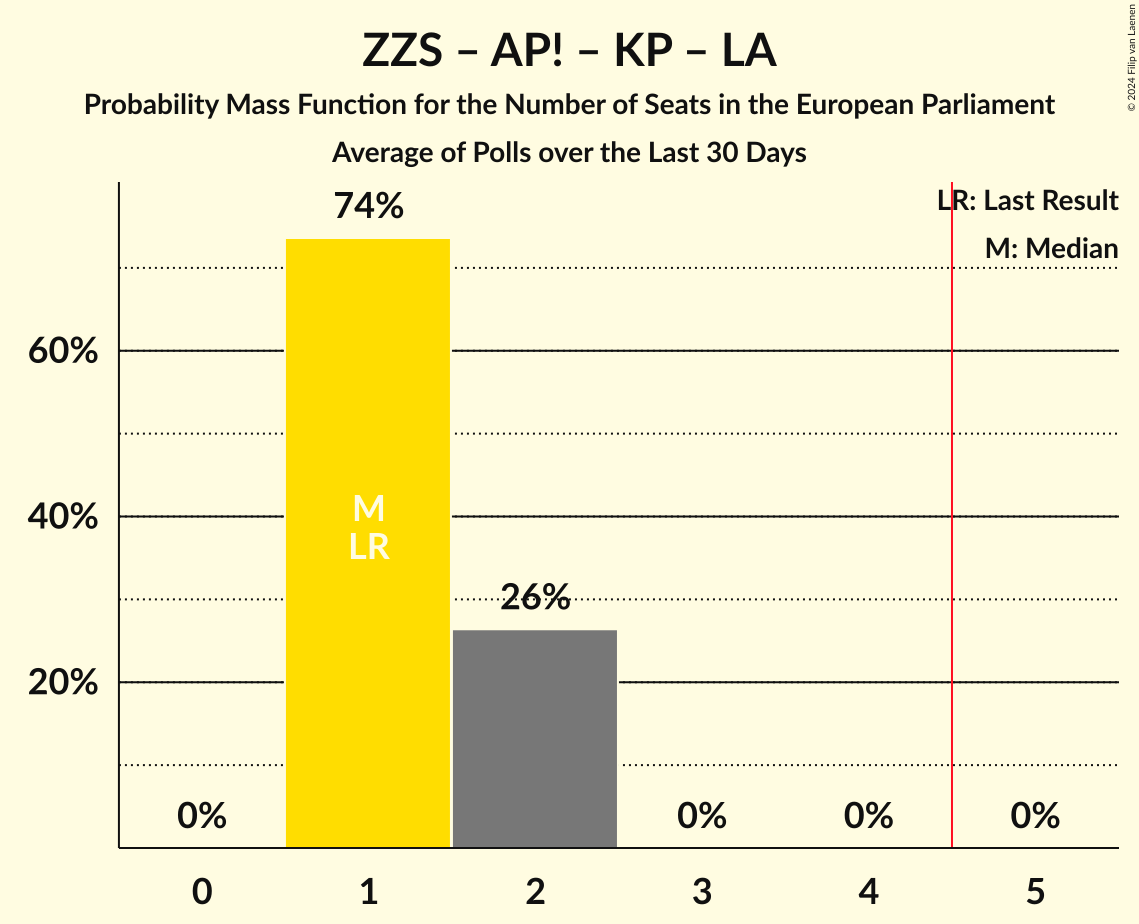 ZZS – AP! – KP – LA
Probability Mass Function for the Number of Seats in the European Parliament
Average of Polls over the Last 30 Days
© 2024 Filip van Laenen
LR: Last Result
M: Median
74%
60%
M
40%
LR
26%
20%
0%
0%
0%
0%
0
1
2
3
4
5